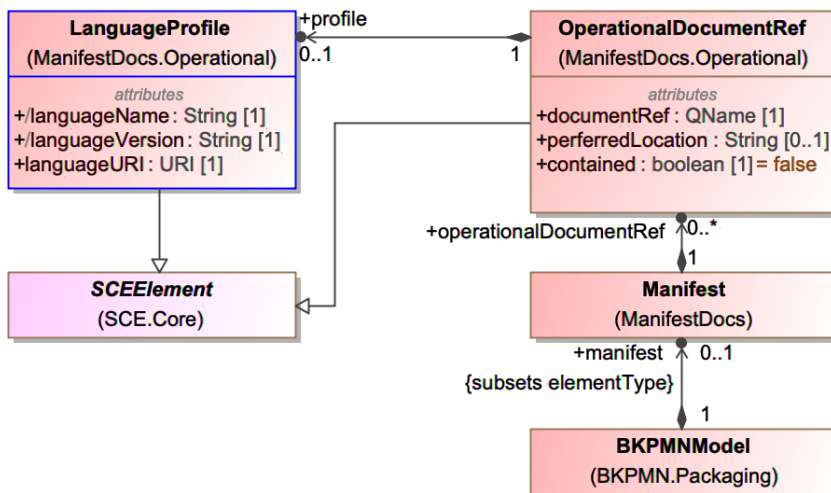 LanguageProfile
(ManifestDocs.Operational)
attributes
+/languageName : String [1]
+/languageVersion : String [1]
+languageURI : URI [1]
+profile
0..1
1
OperationalDocumentRef
(ManifestDocs.Operational)
attributes
+documentRef : QName [1]
+perferredLocation : String [0..1]
+contained : boolean [1] = false
+operationalDocumentRef
0..*
1
SCEElement
(SCE.Core)
Manifest
(ManifestDocs)
+manifest
0..1
{subsets elementType}
1
BKPMNModel
(BKPMN.Packaging)